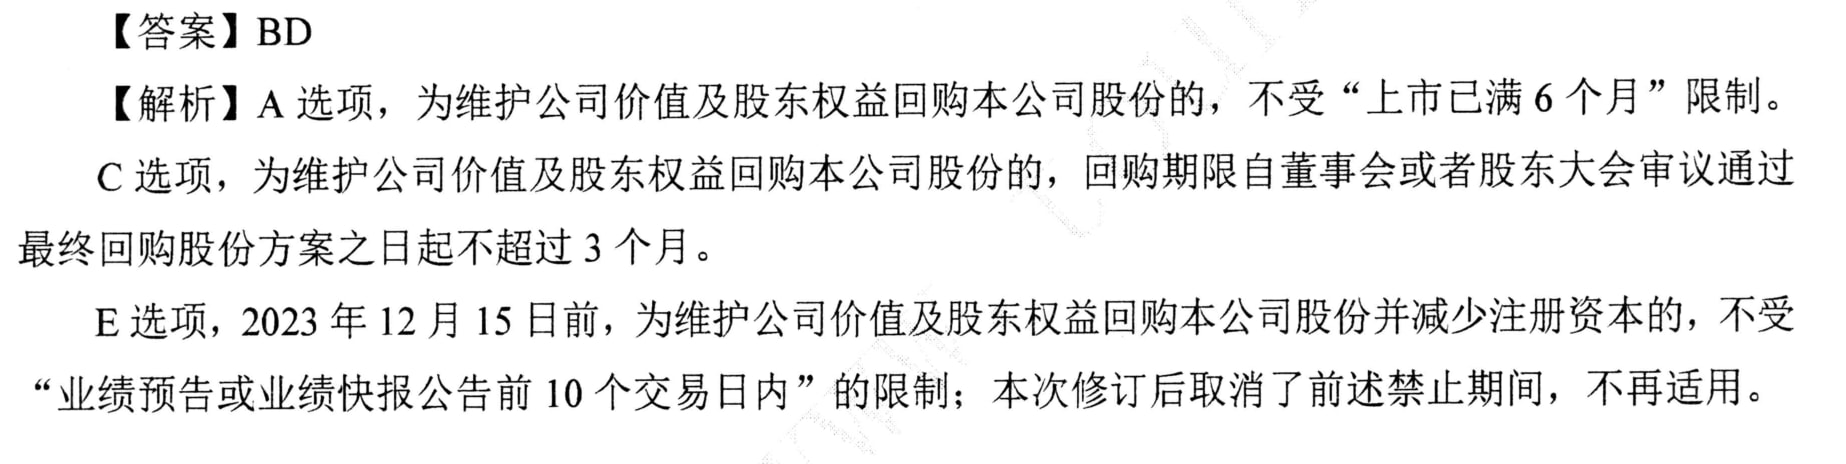 【答案】BD
【解析】A 选项，为维护公司价值及股东权益回购本公司股份的，不受“上市已满 6 个月”限制。
C 选项，为维护公司价值及股东权益回购本公司股份的，回购期限自董事会或者股东大会审议通过
最终回购股份方案之日起不超过 3 个月。
E 选项，2023 年 12 月 15 日前，为维护公司价值及股东权益回购本公司股份并减少注册资本的，不受
“业绩预告或业绩快报公告前 10 个交易日内”的限制；本次修订后取消了前述禁止期间，不再适用。